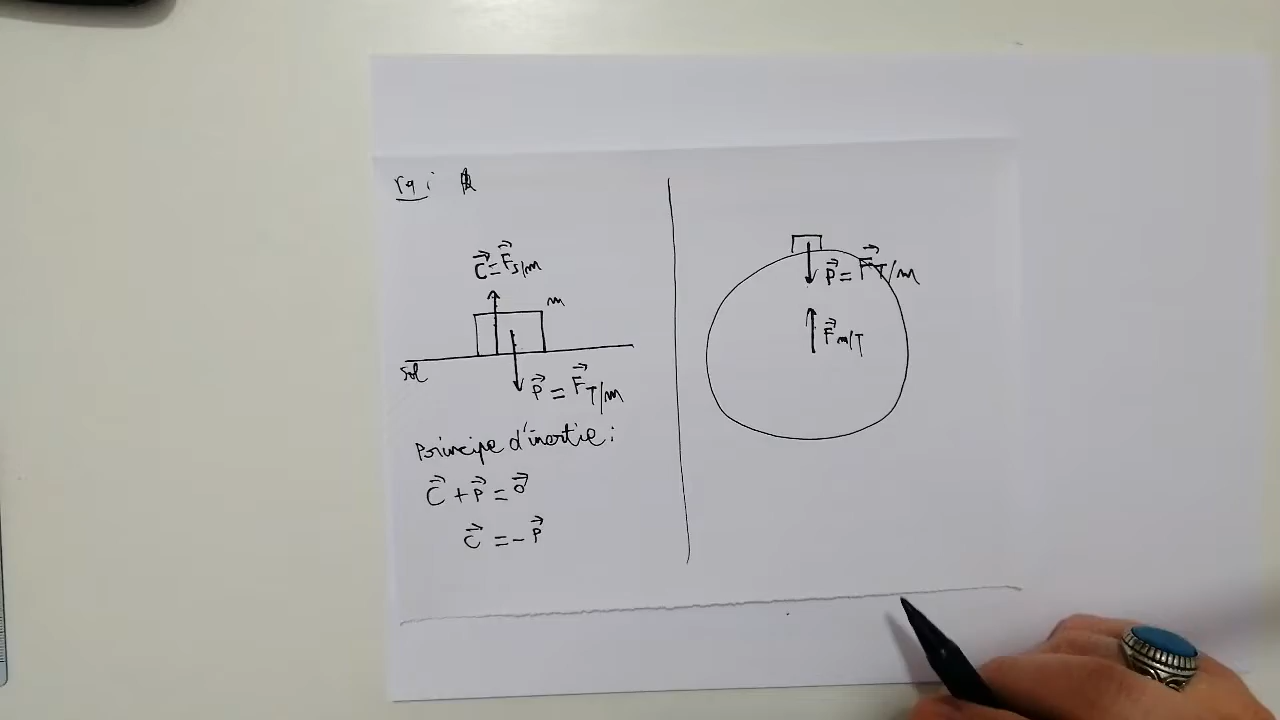 rq :
C⃗ = F⃗ S/m
m
sol
P⃗ = F⃗ T/m
Principe d'inertie :
C⃗ + P⃗ = 0⃗
C⃗ = - P⃗
P⃗ = F⃗ T/m
F⃗ m/T